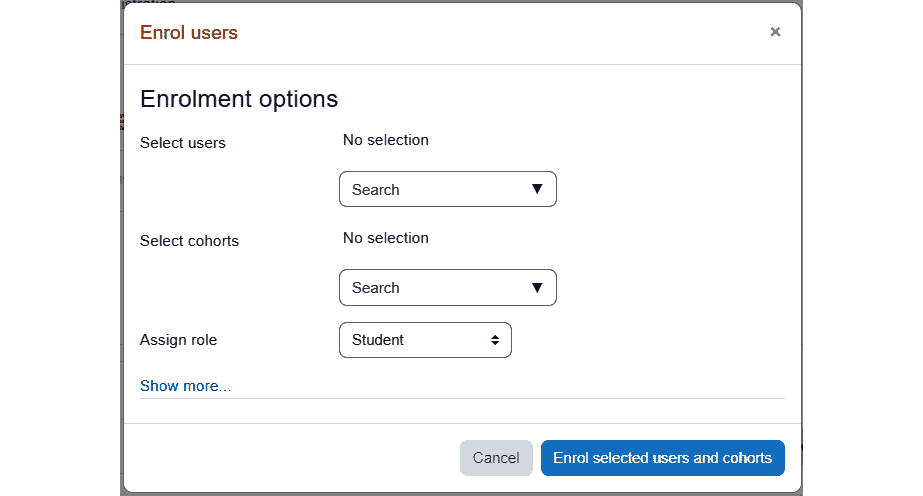 Enrol users
×
Enrolment options
Select users
No selection
Search
Select cohorts
No selection
Search
Assign role
Student
Show more...
Cancel
Enrol selected users and cohorts